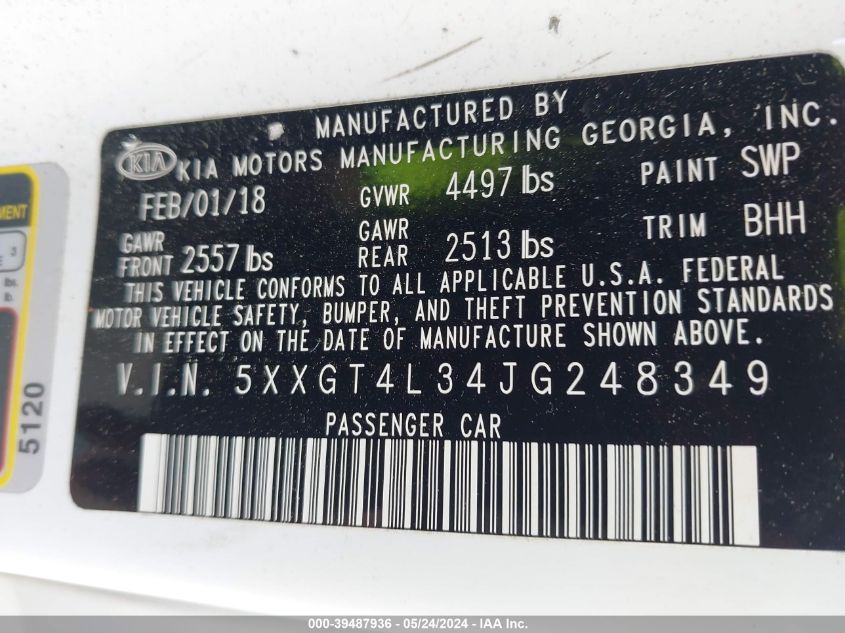 MANUFACTURED BY
KIA KIA MOTORS MANUFACTURING GEORGIA, INC.
FEB/01/18 GVWR 4497 lbs PAINT SWP
GAWR FRONT 2557 lbs GAWR REAR 2513 lbs TRIM BHH
THIS VEHICLE CONFORMS TO ALL APPLICABLE U.S.A. FEDERAL
MOTOR VEHICLE SAFETY, BUMPER, AND THEFT PREVENTION STANDARDS
IN EFFECT ON THE DATE OF MANUFACTURE SHOWN ABOVE.
V.I.N. 5XXGT4L34JG248349
PASSENGER CAR
3
lbs.
5120
000-39487936 - 05/24/2024 - IAA Inc.